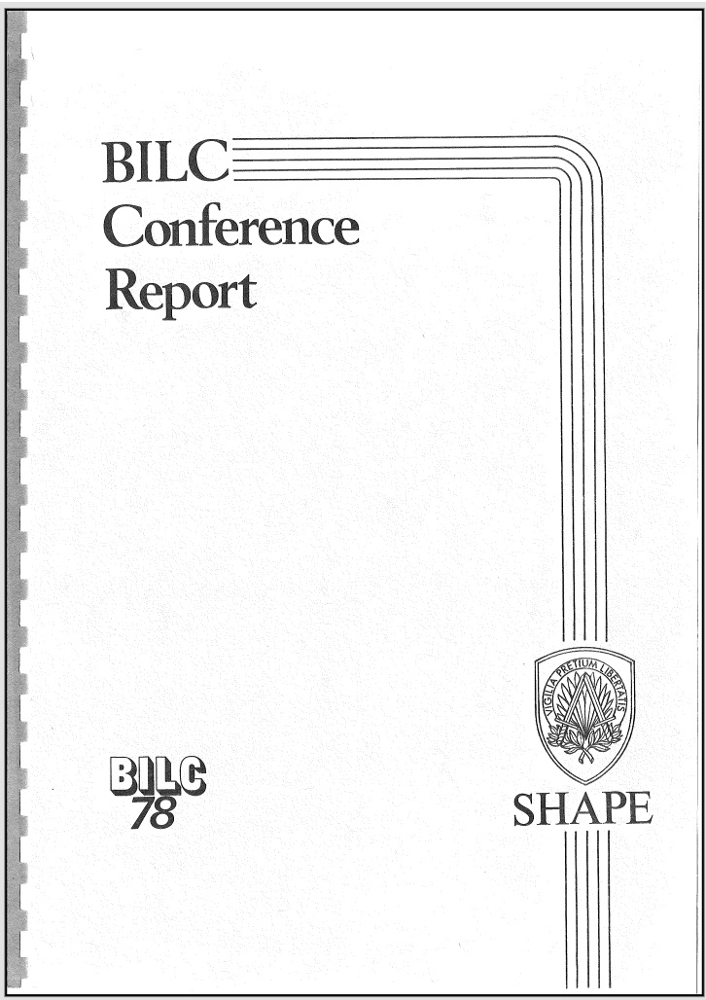 BILC
Conference
Report
VIGILIA PRETIUM LIBERTATIS
BILC
78
SHAPE